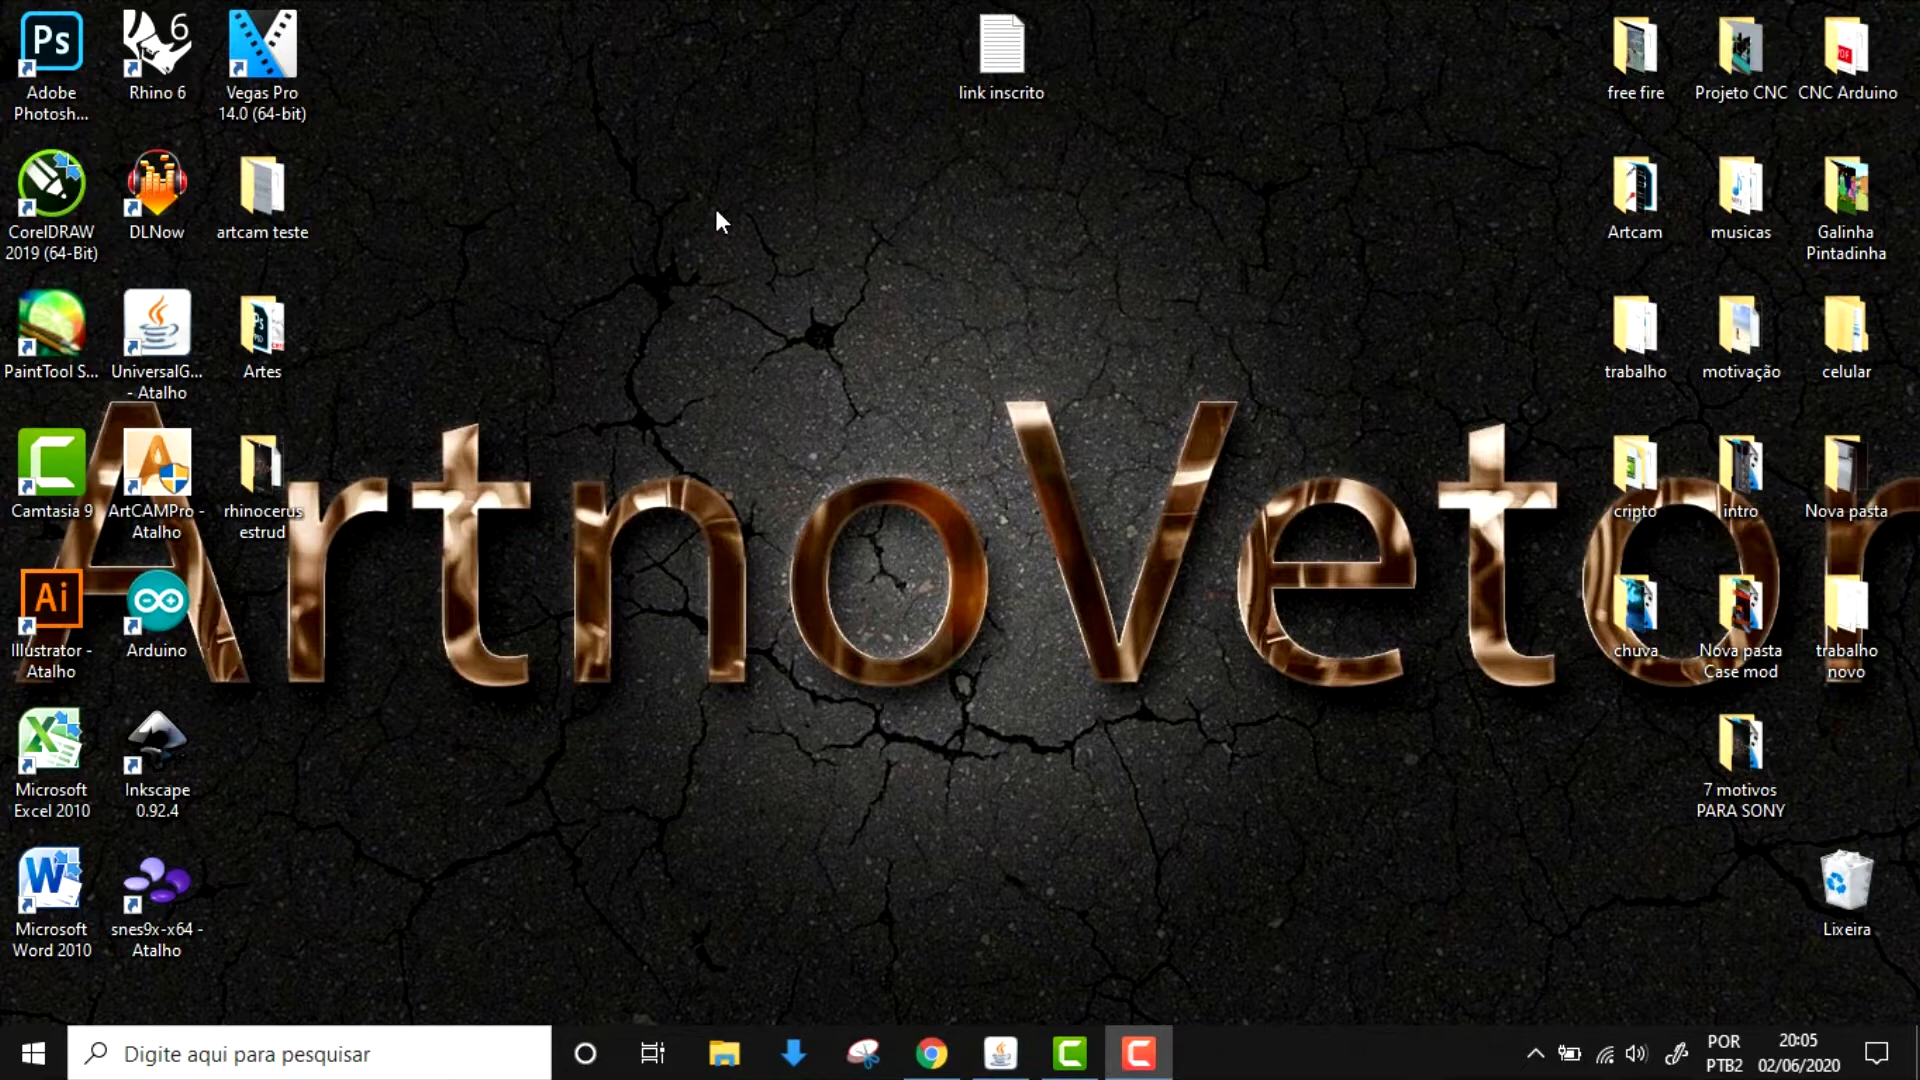 Ps
Adobe
Photosh...
6
Rhino 6
Vegas Pro
14.0 (64-bit)
link inscrito
free fire
Projeto CNC
PDF
CNC Arduino
CorelDRAW
2019 (64-Bit)
DLNow
artcam teste
Artcam
musicas
Galinha
Pintadinha
PaintTool S...
UniversalG...
- Atalho
Artes
trabalho
motivação
celular
Camtasia 9
ArtCAMPro -
Atalho
rhinocerus
estrud
cripto
intro
Nova pasta
ArtnoVetor
Ai
Illustrator -
Atalho
Arduino
chuva
Nova pasta
Case mod
trabalho
novo
Microsoft
Excel 2010
Inkscape
0.92.4
7 motivos
PARA SONY
W
Microsoft
Word 2010
snes9x-x64 -
Atalho
Lixeira
Digite aqui para pesquisar
POR
PTB2
20:05
02/06/2020